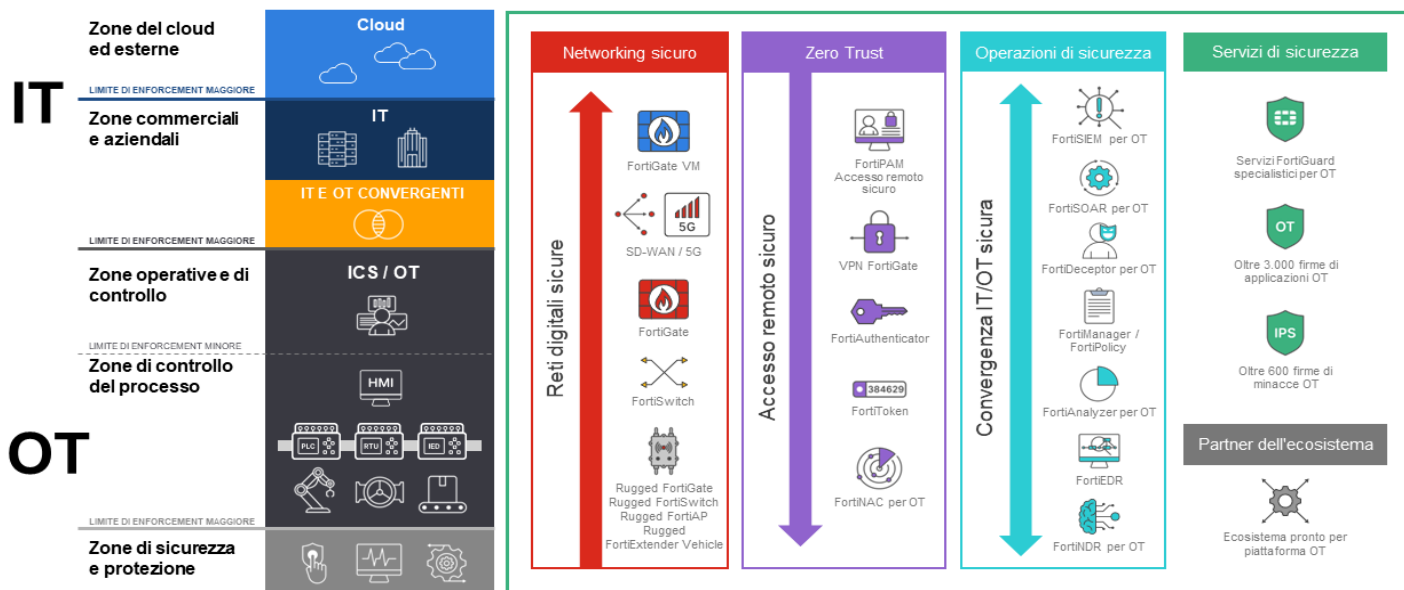 IT
OT
Zone del cloud
ed esterne
LIMITE DI ENFORCEMENT MAGGIORE
Zone commerciali
e aziendali
LIMITE DI ENFORCEMENT MAGGIORE
Zone operative e di
controllo
LIMITE DI ENFORCEMENT MINORE
Zone di controllo
del processo
LIMITE DI ENFORCEMENT MAGGIORE
Zone di sicurezza
e protezione
Cloud
IT
IT E OT CONVERGENTI
ICS / OT
HMI
PLC
RTU
IED
Networking sicuro
Reti digitali sicure
FortiGate VM
5G
SD-WAN / 5G
FortiGate
FortiSwitch
Rugged FortiGate
Rugged FortiSwitch
Rugged FortiAP
Rugged
FortiExtender Vehicle
Zero Trust
Accesso remoto sicuro
FortiPAM
Accesso remoto
sicuro
VPN FortiGate
FortiAuthenticator
384629
FortiToken
FortiNAC per OT
Operazioni di sicurezza
Convergenza IT/OT sicura
FortiSIEM per OT
FortiSOAR per OT
FortiDeceptor per OT
FortiManager /
FortiPolicy
FortiAnalyzer per OT
FortiEDR
FortiNDR per OT
Servizi di sicurezza
Servizi FortiGuard
specialistici per OT
OT
Oltre 3.000 firme di
applicazioni OT
IPS
Oltre 600 firme di
minacce OT
Partner dell'ecosistema
Ecosistema pronto per
piattaforma OT